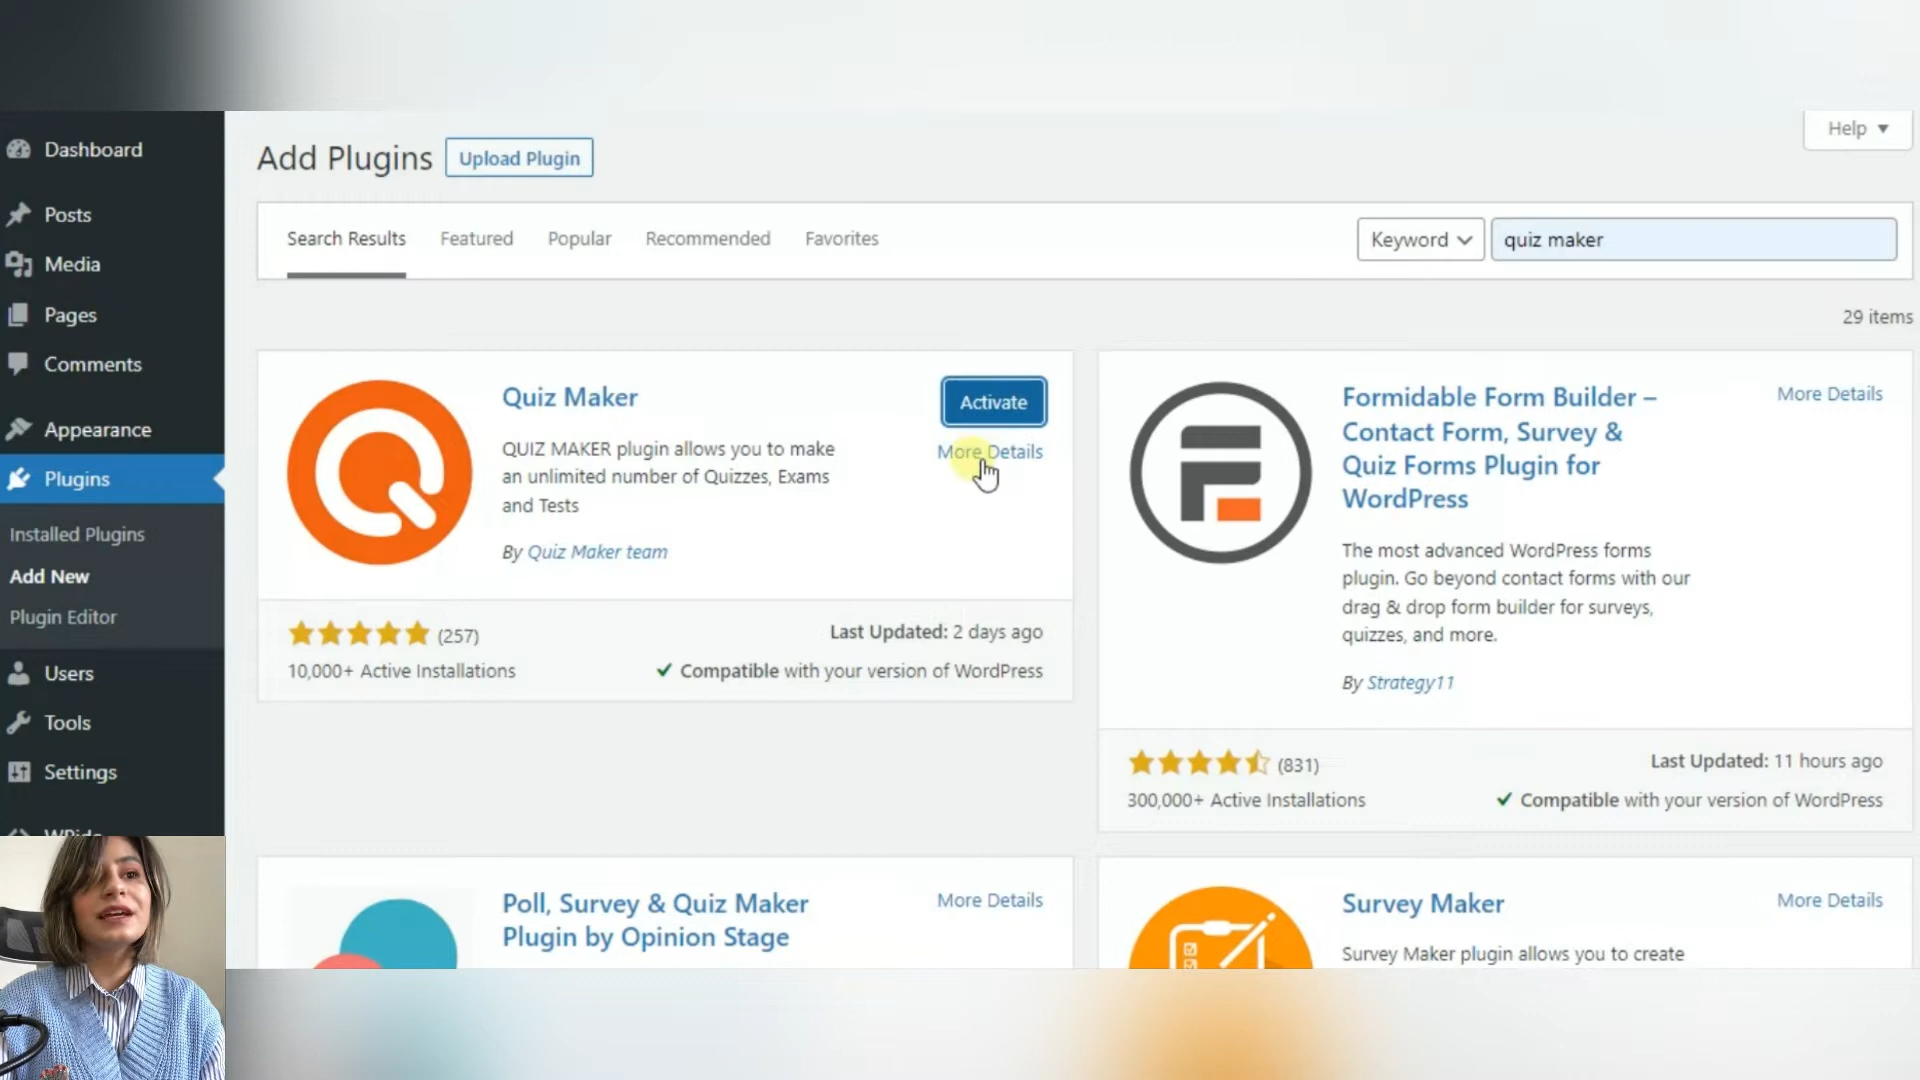 Help
Dashboard
Add Plugins
Upload Plugin
Posts
Media
Pages
Comments
Appearance
Plugins
Installed Plugins
Add New
Plugin Editor
Users
Tools
Settings
Search Results
Featured
Popular
Recommended
Favorites
Keyword
quiz maker
29 items
Quiz Maker
Activate
More Details
QUIZ MAKER plugin allows you to make
an unlimited number of Quizzes, Exams
and Tests
By Quiz Maker team
(257)
Last Updated: 2 days ago
10,000+ Active Installations
Compatible with your version of WordPress
Formidable Form Builder –
Contact Form, Survey &
Quiz Forms Plugin for
WordPress
More Details
The most advanced WordPress forms
plugin. Go beyond contact forms with our
drag & drop form builder for surveys,
quizzes, and more.
By Strategy11
(831)
Last Updated: 11 hours ago
300,000+ Active Installations
Compatible with your version of WordPress
Poll, Survey & Quiz Maker
Plugin by Opinion Stage
More Details
Survey Maker
More Details
Survey Maker plugin allows you to create